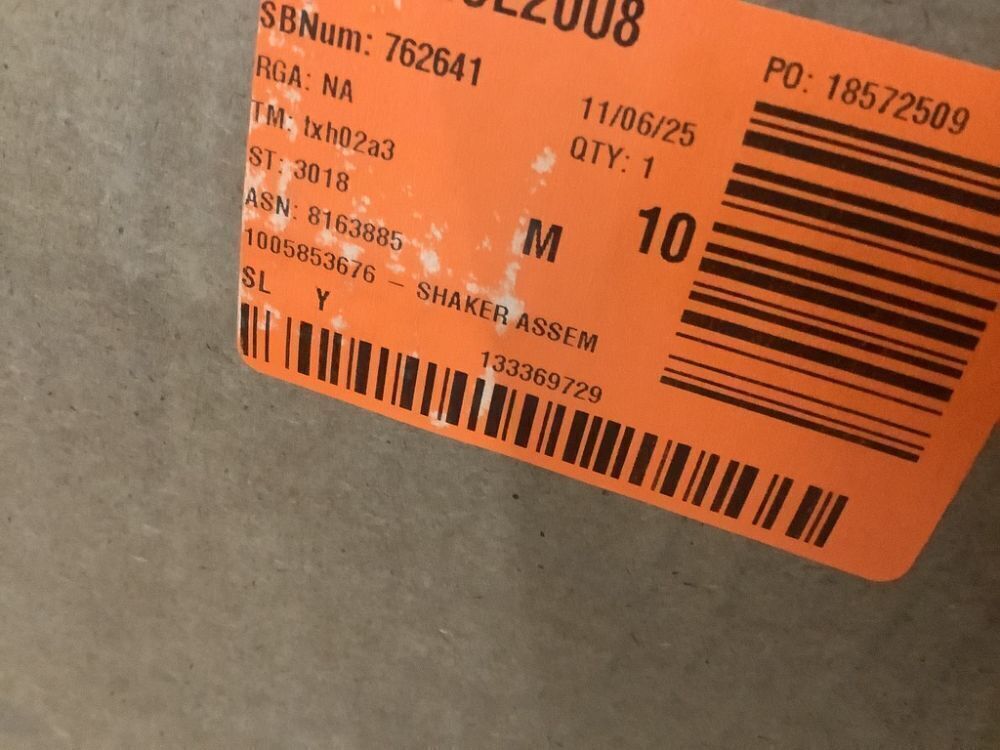 SBNum: 762641
PO: 18572509
RGA: NA
11/06/25
TM: txh02a3
QTY: 1
ST: 3018
M 10
ASN: 8163885
1005853676 - SHAKER ASSEM
SL Y
133369729